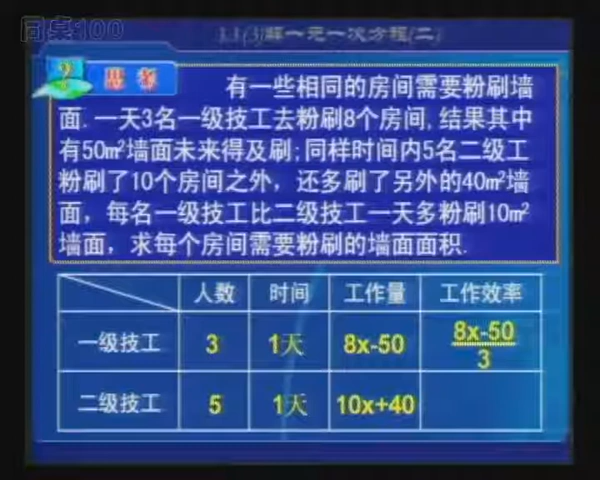 同桌100
3.3(3)解一元一次方程(二)
?
思考
有一些相同的房间需要粉刷墙
面.一天3名一级技工去粉刷8个房间,结果其中
有50m²墙面未来得及刷;同样时间内5名二级工
粉刷了10个房间之外，还多刷了另外的40m²墙
面，每名一级技工比二级技工一天多粉刷10m²
墙面，求每个房间需要粉刷的墙面面积.
人数 时间 工作量 工作效率
一级技工 3 1天 8x-50 8x-50
3
二级技工 5 1天 10x+40